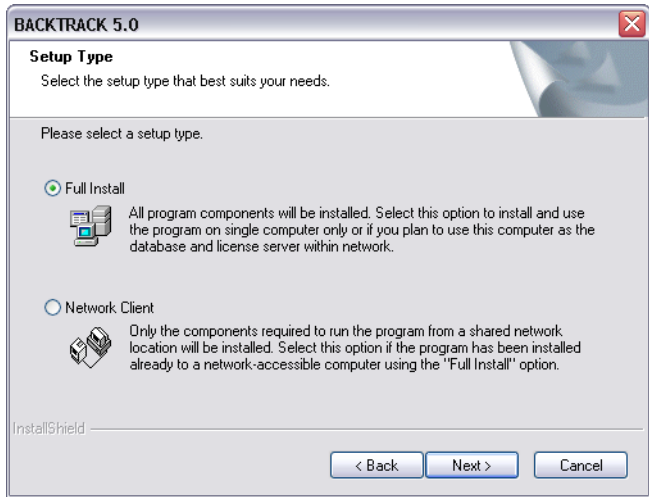 BACKTRACK 5.0
Setup Type
Select the setup type that best suits your needs.
Please select a setup type.
Full Install
All program components will be installed. Select this option to install and use
the program on single computer only or if you plan to use this computer as the
database and license server within network.
Network Client
Only the components required to run the program from a shared network
location will be installed. Select this option if the program has been installed
already to a network-accessible computer using the "Full Install" option.
InstallShield
< Back Next > Cancel